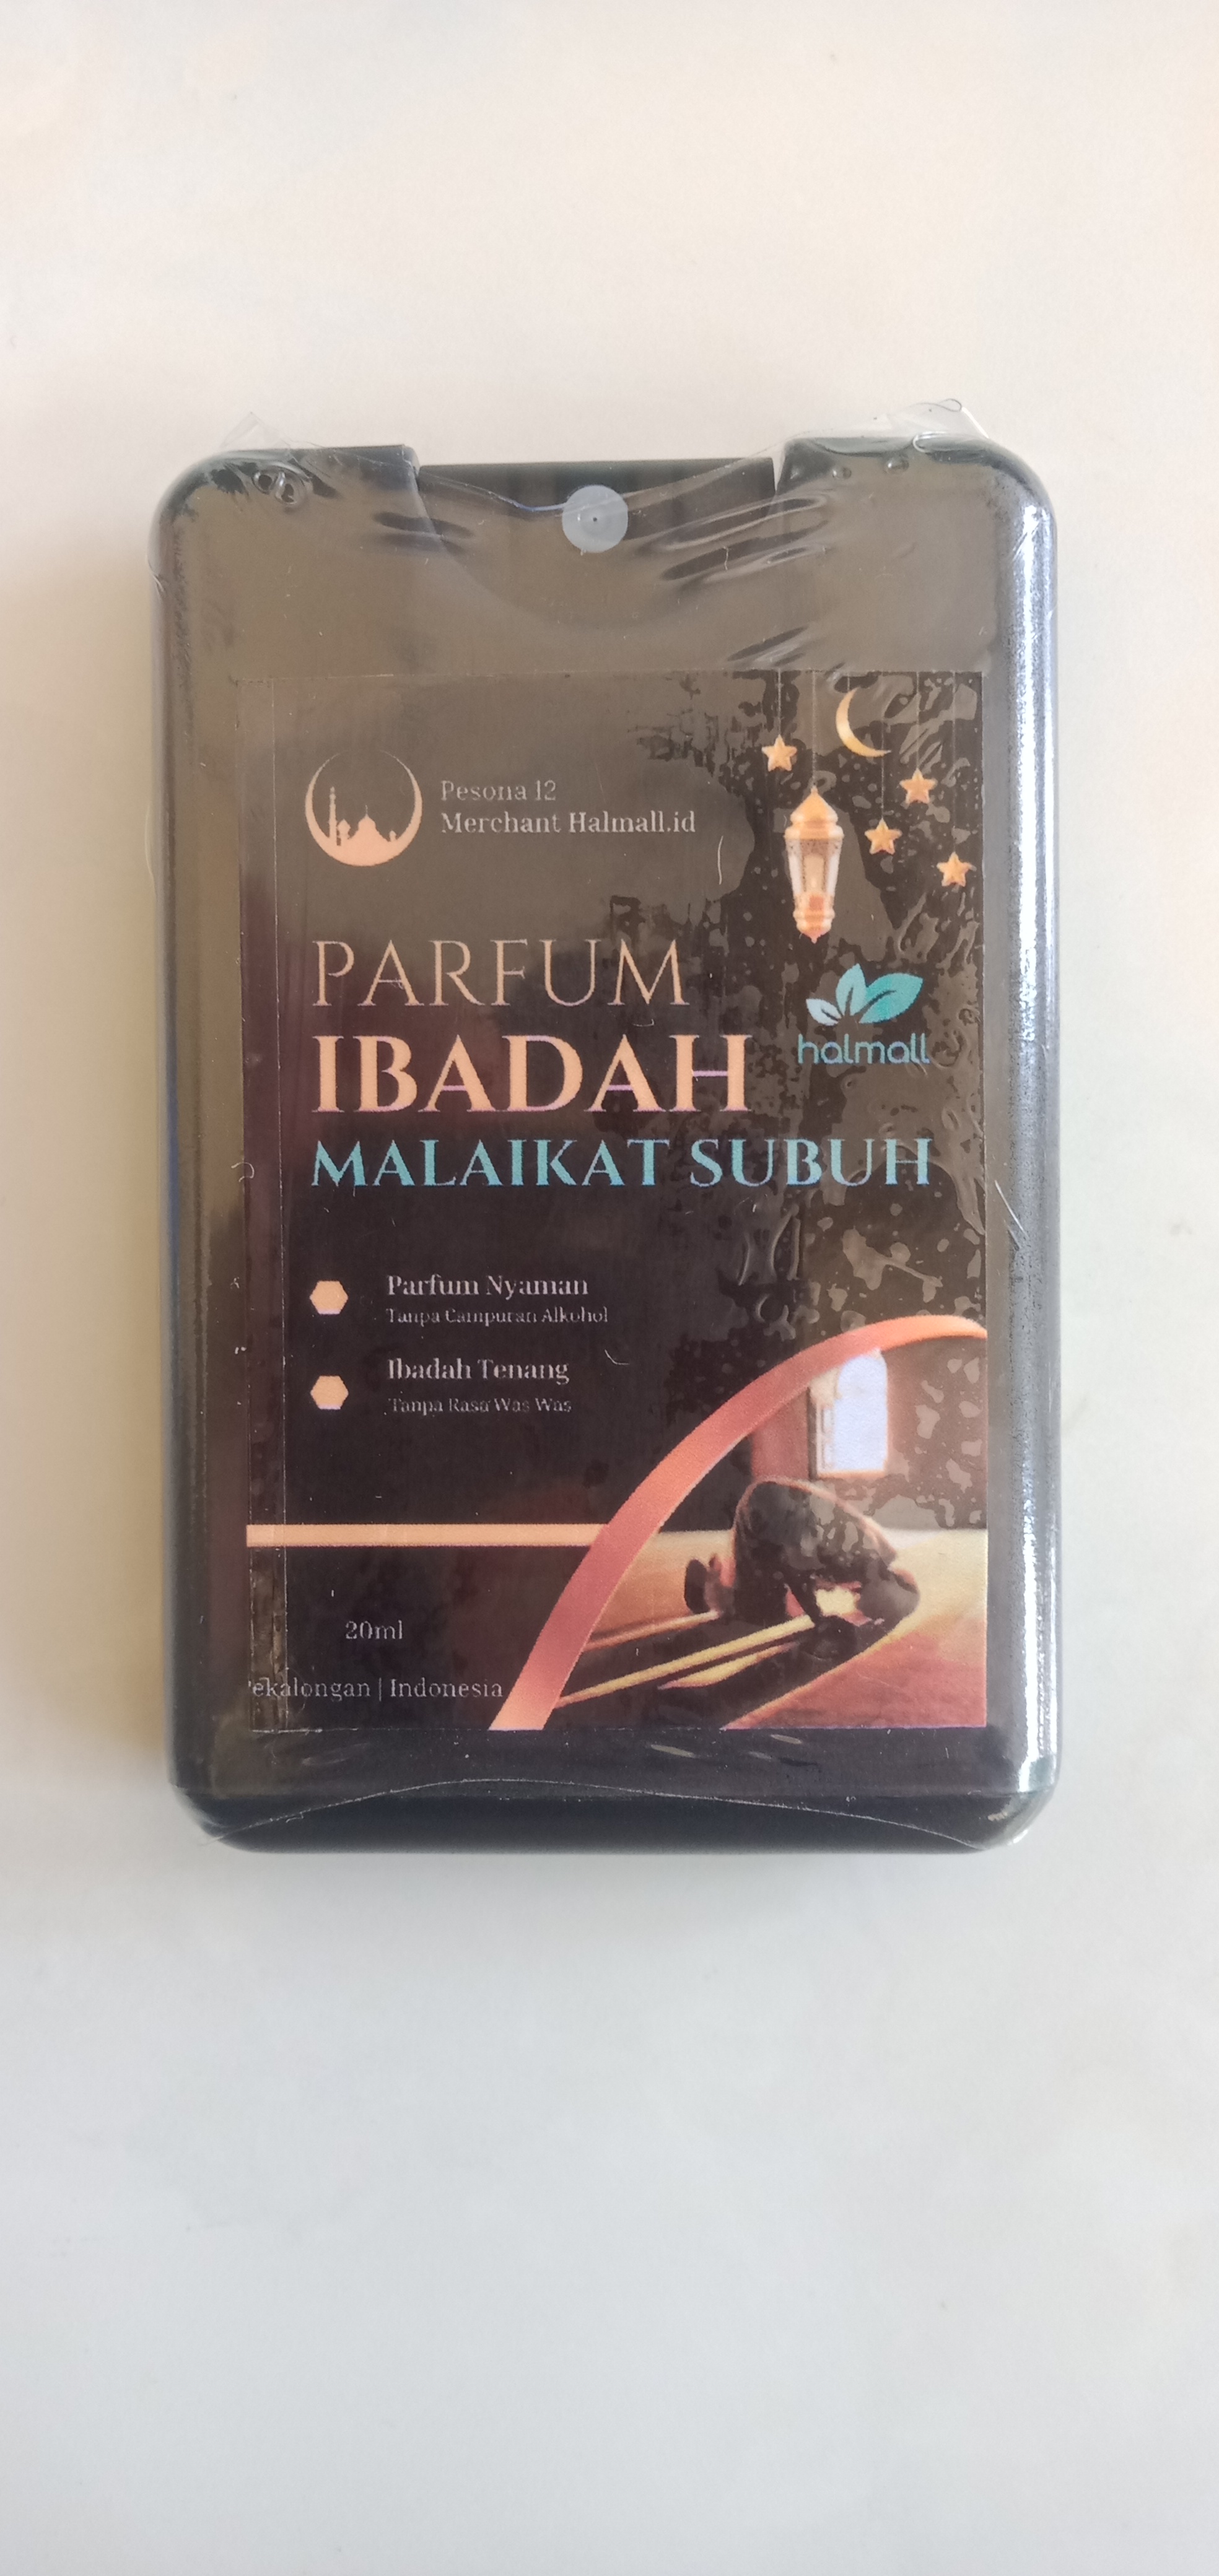 Pesona 12
Merchant Halmall.id
PARFUM
IBADAH
halmall
MALAIKAT SUBUH
Parfum Nyaman
Tanpa Campuran Alkohol
Ibadah Tenang
Tanpa Rasa Was Was
20ml
ekalongan | Indonesia